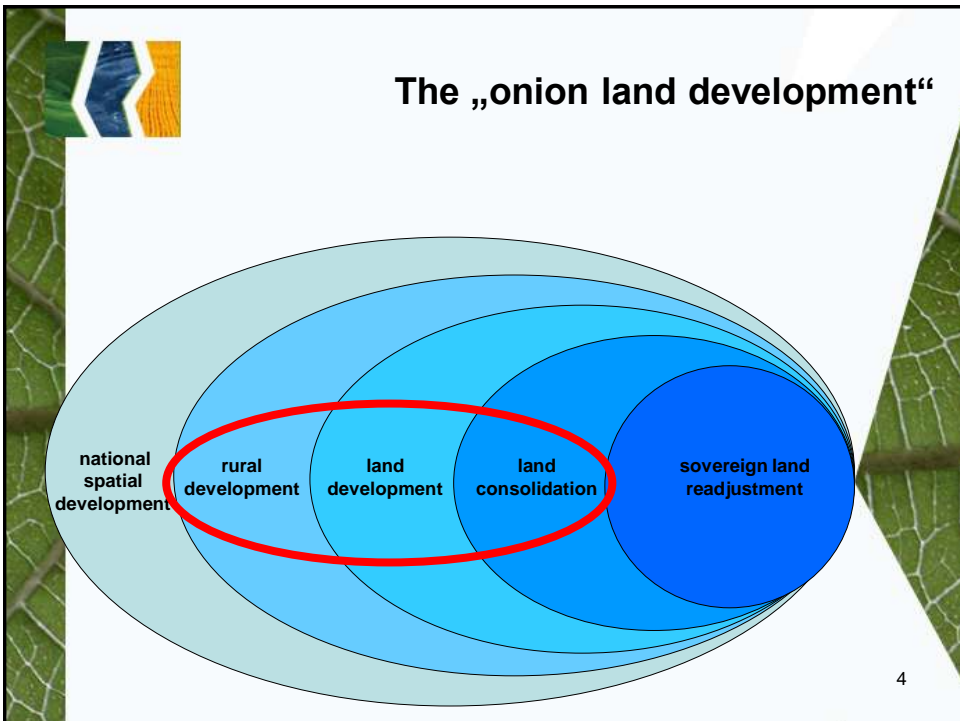 The „onion land development“
national
spatial
development
rural
development
land
development
land
consolidation
sovereign land
readjustment
4